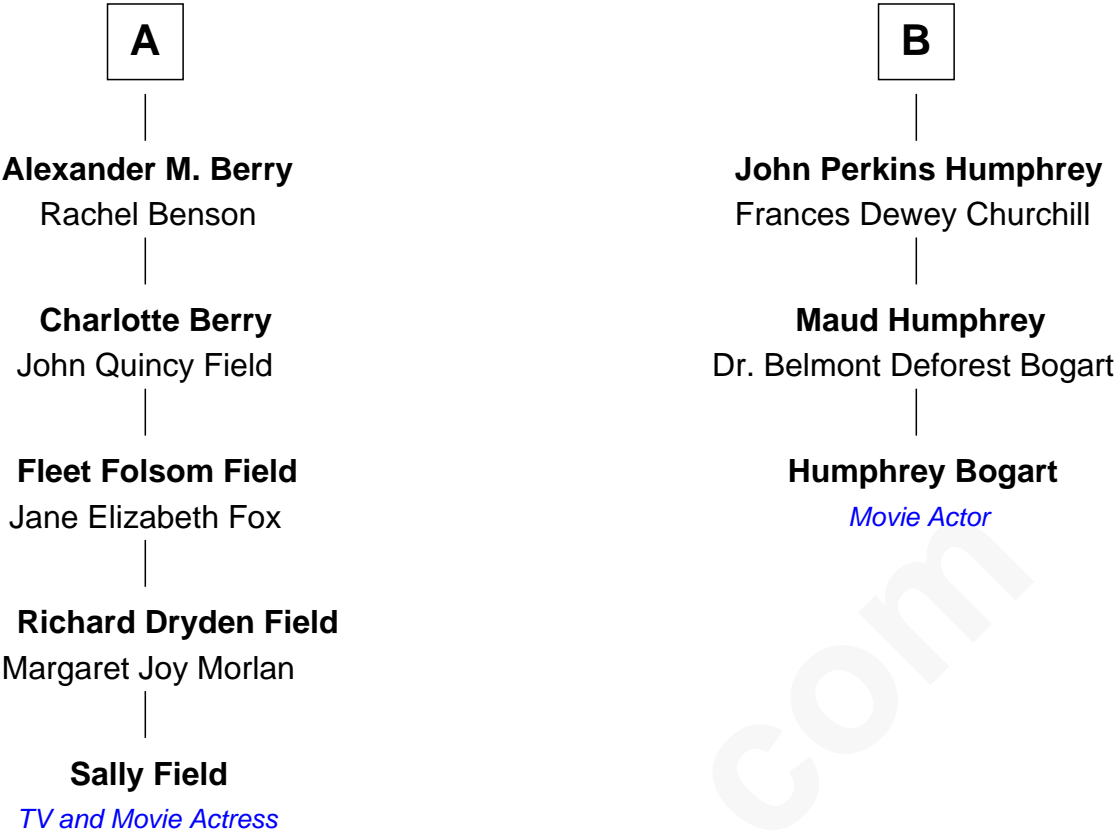 A
Alexander M. Berry
Rachel Benson
Charlotte Berry
John Quincy Field
Fleet Folsom Field
Jane Elizabeth Fox
Richard Dryden Field
Margaret Joy Morlan
Sally Field
TV and Movie Actress
B
John Perkins Humphrey
Frances Dewey Churchill
Maud Humphrey
Dr. Belmont Deforest Bogart
Humphrey Bogart
Movie Actor
com